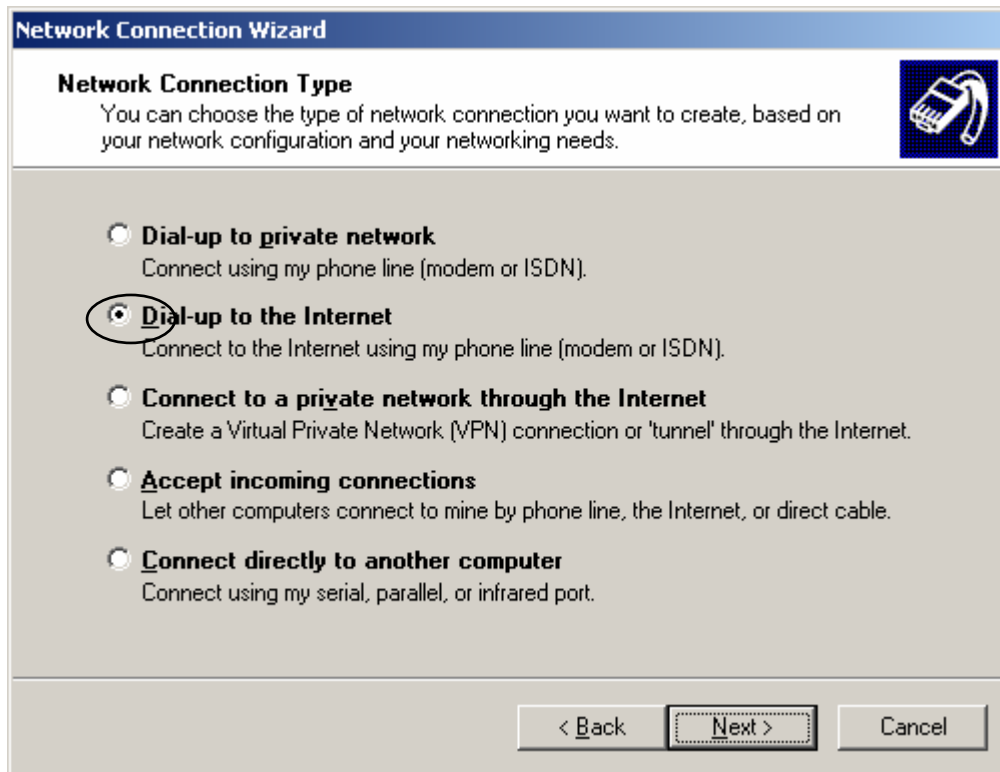 Network Connection Wizard
Network Connection Type
You can choose the type of network connection you want to create, based on
your network configuration and your networking needs.
Dial-up to private network
Connect using my phone line (modem or ISDN).
Dial-up to the Internet
Connect to the Internet using my phone line (modem or ISDN).
Connect to a private network through the Internet
Create a Virtual Private Network (VPN) connection or 'tunnel' through the Internet.
Accept incoming connections
Let other computers connect to mine by phone line, the Internet, or direct cable.
Connect directly to another computer
Connect using my serial, parallel, or infrared port.
< Back Next > Cancel